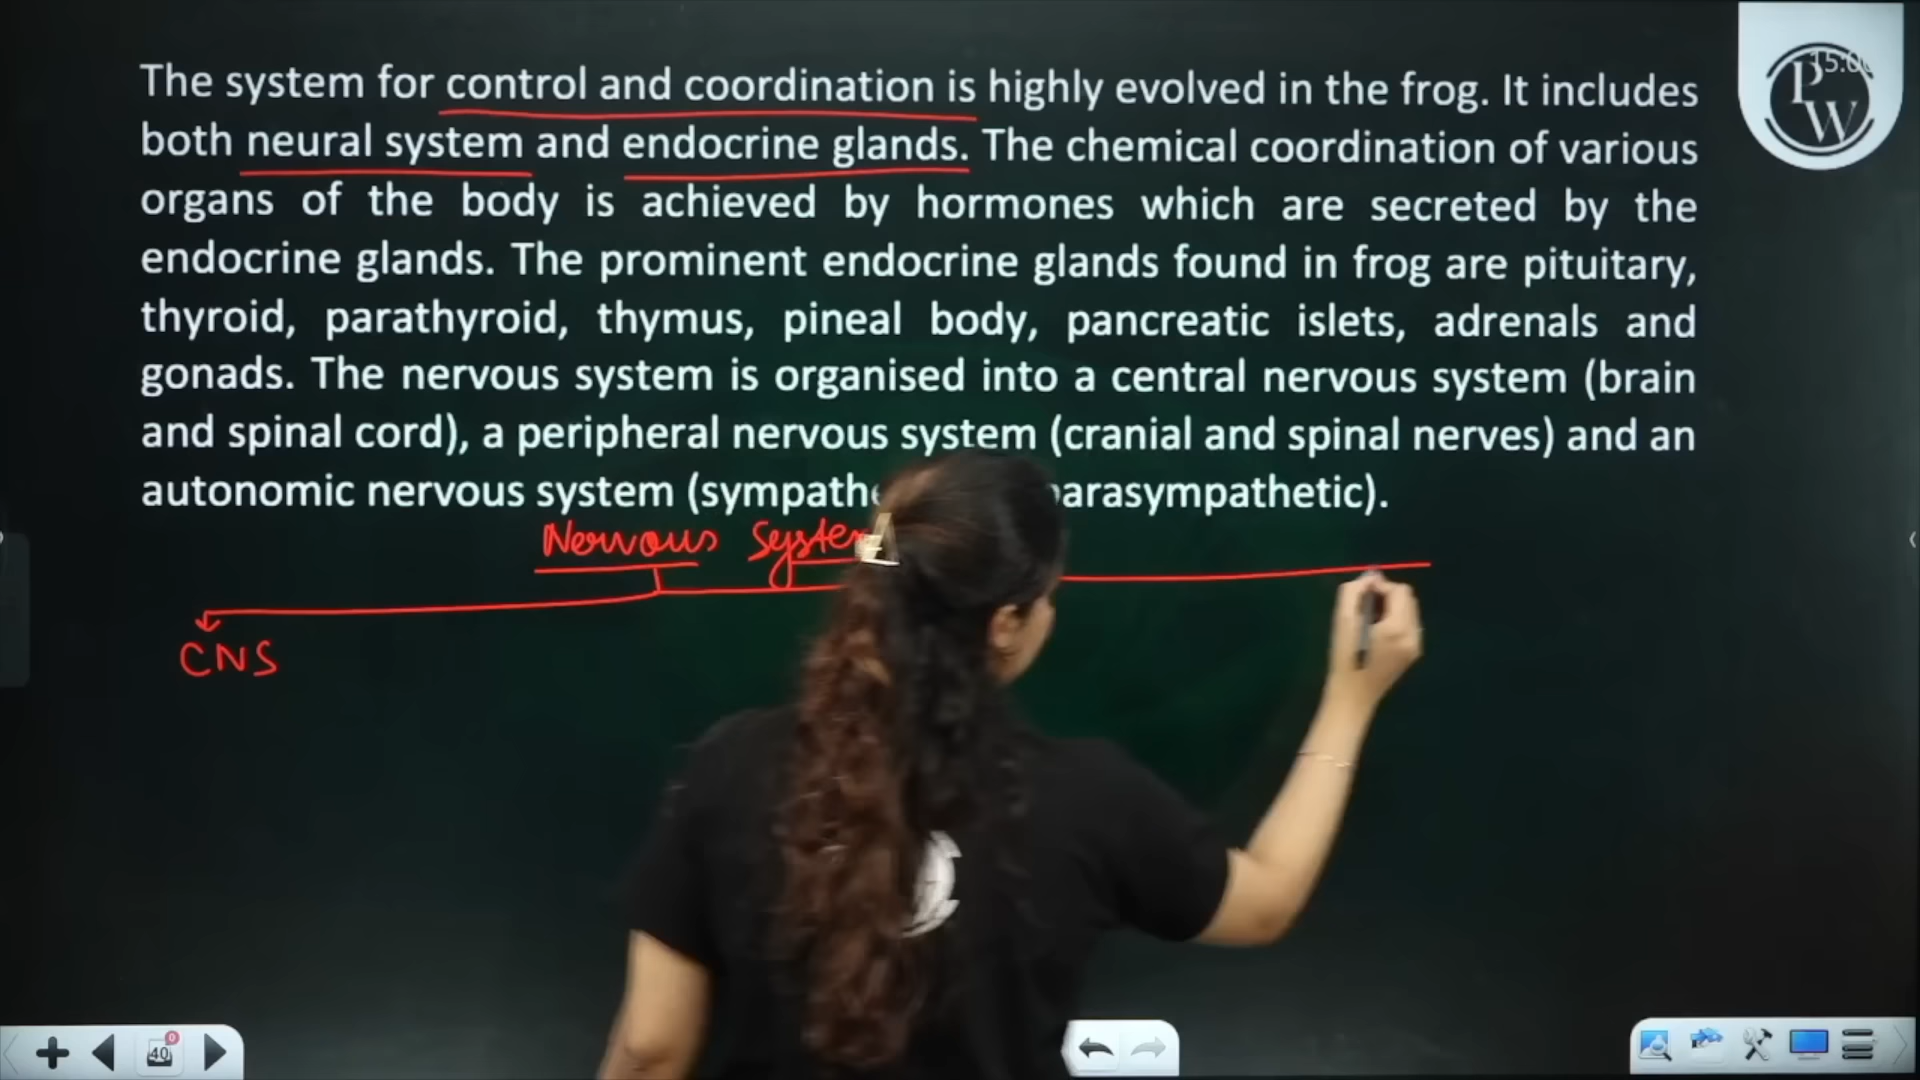 The system for control and coordination is highly evolved in the frog. It includes
both neural system and endocrine glands. The chemical coordination of various
organs of the body is achieved by hormones which are secreted by the
endocrine glands. The prominent endocrine glands found in frog are pituitary,
thyroid, parathyroid, thymus, pineal body, pancreatic islets, adrenals and
gonads. The nervous system is organised into a central nervous system (brain
and spinal cord), a peripheral nervous system (cranial and spinal nerves) and an
autonomic nervous system (sympathe arasympathetic).
Nervous System
CNS
PW
40
0